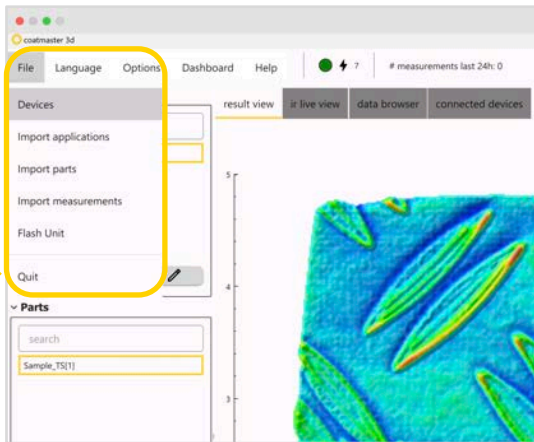 coatmaster 3d
File Language Options Dashboard Help 7 # measurements last 24h: 0
Devices
Import applications
Import parts
Import measurements
Flash Unit
Quit
result view ir live view data browser connected devices
5
4
3
Parts
search
Sample_TS[1]